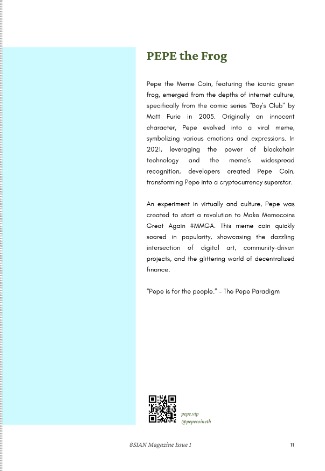 PEPE the Frog
Pepe the Meme Coin, featuring the iconic green
frog, emerged from the depths of internet culture,
specifically from the comic series "Boy's Club" by
Matt Furie in 2005. Originally an innocent
character, Pepe evolved into a viral meme,
symbolizing various emotions and expressions. In
2021, leveraging the power of blockchain
technology and the meme's widespread
recognition, developers created Pepe Coin,
transforming Pepe into a cryptocurrency superstar.
An experiment in virtually and culture, Pepe was
created to start a revolution to Make Memecoins
Great Again #MMGA. This meme coin quickly
soared in popularity, showcasing the dazzling
intersection of digital art, community-driven
projects, and the glittering world of decentralized
finance.
"Pepe is for the people." - The Pepe Paradigm
pepe.vip
@pepecoineth
ASIAN Magazine Issue 1
11